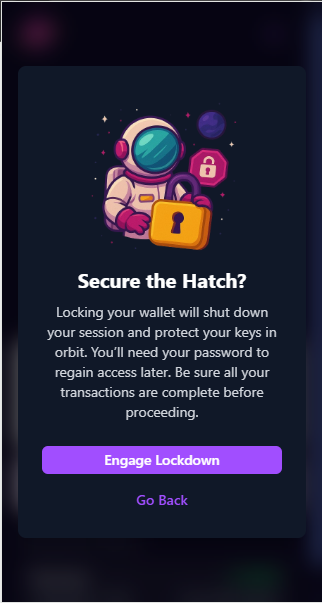 Secure the Hatch?
Locking your wallet will shut down
your session and protect your keys in
orbit. You’ll need your password to
regain access later. Be sure all your
transactions are complete before
proceeding.
Engage Lockdown
Go Back